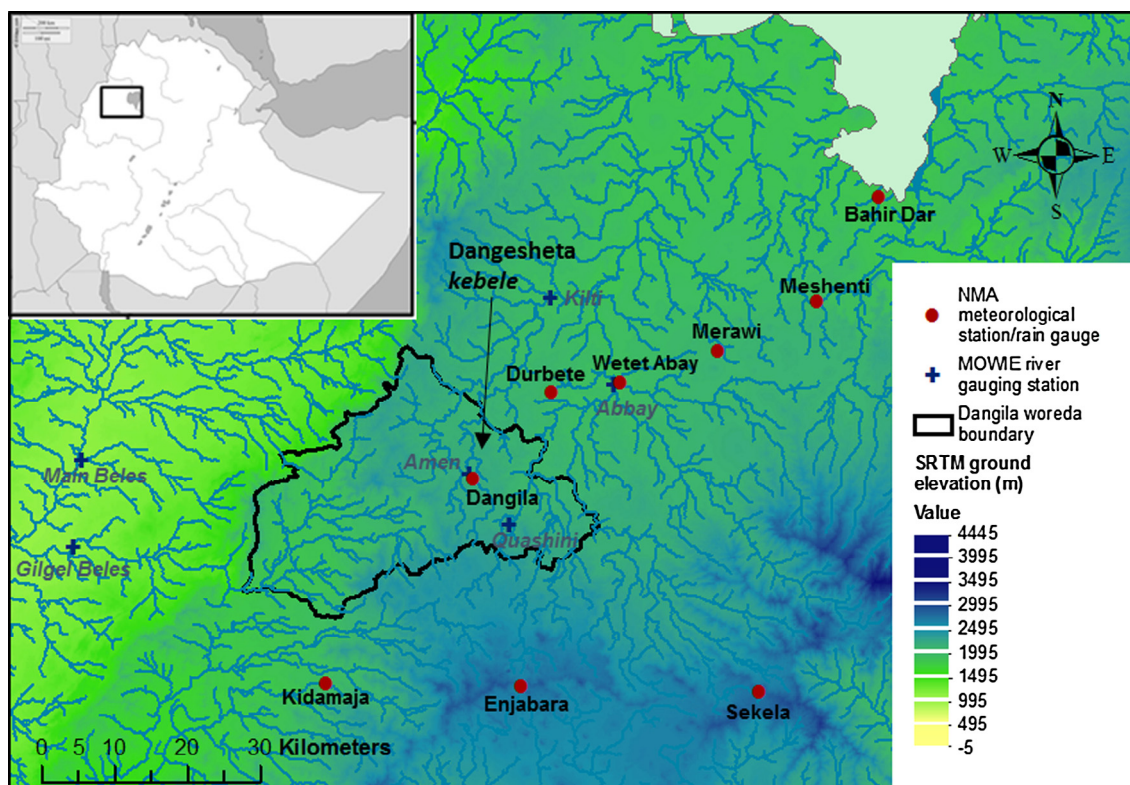 N
W
E
S
Bahir Dar
Dangesheta
kebele
Kilti
Meshenti
Merawi
Wetet Abay
Durbete
Abbay
Amen
Dangila
Quashini
Main Beles
Gilgel Beles
Kidamaja
Enjabara
Sekela
0 5 10 20 30 Kilometers
NMA
meteorological
station/rain gauge
MOWIE river
gauging station
Dangila woreda
boundary
SRTM ground
elevation (m)
Value
4445
3995
3495
2995
2495
1995
1495
995
495
-5